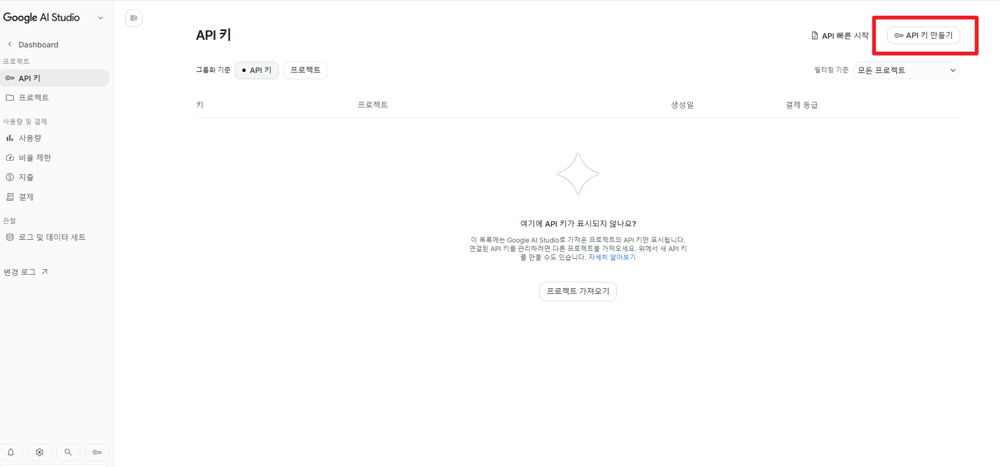 Google AI Studio
Dashboard
프로젝트
API 키
프로젝트
사용량 및 결제
사용량
비율 제한
지출
결제
관찰
로그 및 데이터 세트
변경 로그
API 키
API 빠른 시작
API 키 만들기
그룹화 기준
API 키
프로젝트
필터링 기준
모든 프로젝트
키
프로젝트
생성일
결제 등급
여기에 API 키가 표시되지 않나요?
이 목록에는 Google AI Studio로 가져온 프로젝트의 API 키만 표시됩니다.
연결된 API 키를 관리하려면 다른 프로젝트를 가져오세요. 위에서 새 API 키
를 만들 수도 있습니다. 자세히 알아보기
프로젝트 가져오기